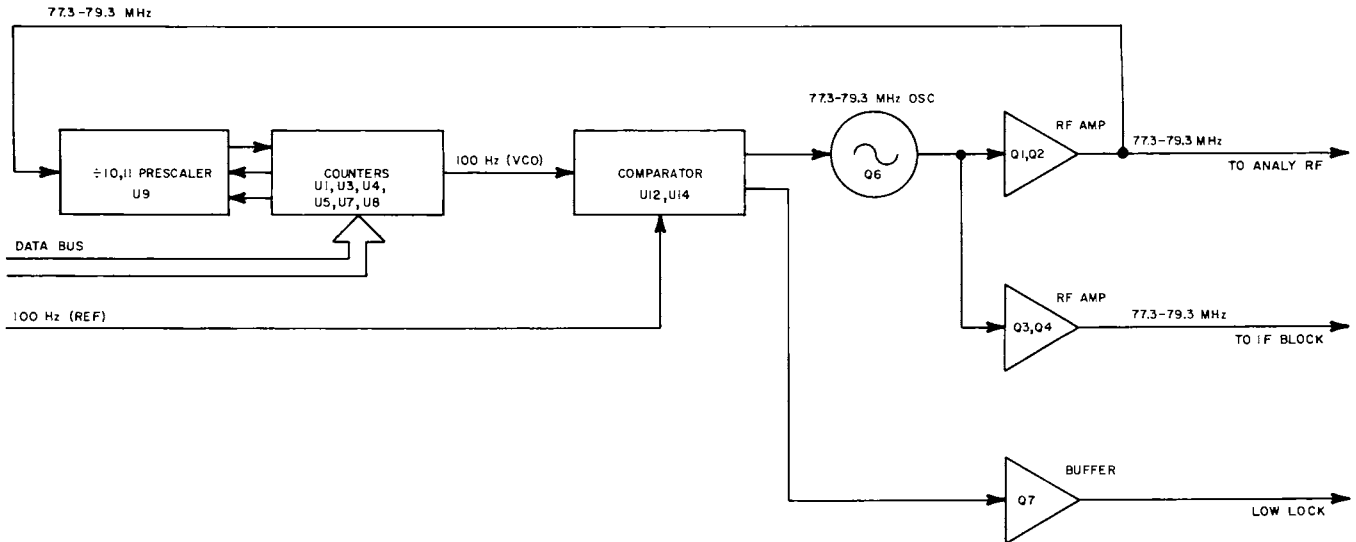 77.3-79.3 MHz
77.3-79.3 MHz OSC
RF AMP
÷10,11 PRESCALER
U9
COUNTERS
U1, U3, U4,
U5, U7, U8
100 Hz (VCO)
COMPARATOR
U12, U14
Q6
Q1,Q2
77.3-79.3 MHz
TO ANALY RF
DATA BUS
100 Hz (REF)
RF AMP
Q3,Q4
77.3-79.3 MHz
TO IF BLOCK
BUFFER
Q7
LOW LOCK